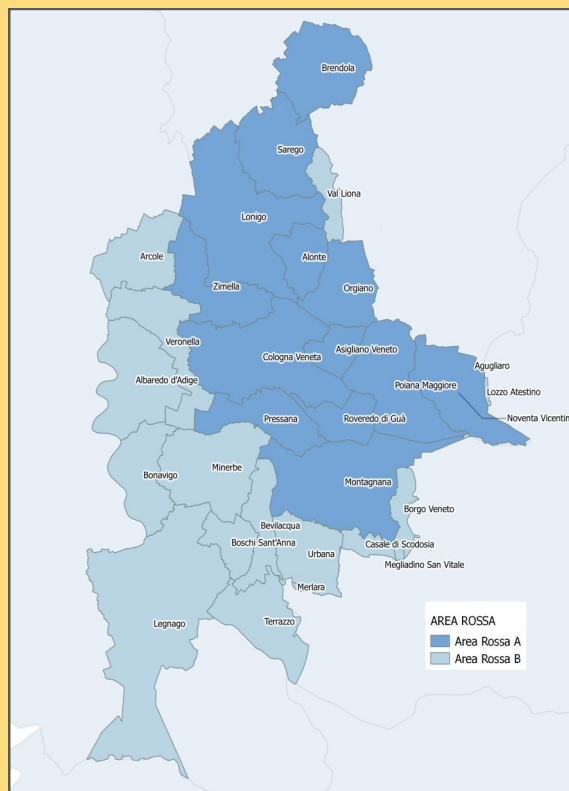 Brendola
Sarego
Val Liona
Lonigo
Arcole
Alonte
Zimella
Orgiano
Veronella
Asigliano Veneto
Cologna Veneta
Agugliaro
Albaredo d'Adige
Poiana Maggiore
Lozzo Atestino
Noventa Vicentin
Pressana
Roveredo di Guà
Minerbe
Bonavigo
Montagnana
Borgo Veneto
Bevilacqua
Boschi Sant'Anna
Casale di Scodosia
Urbana
Megliadino San Vitale
Merlara
Legnago
Terrazzo
AREA ROSSA
Area Rossa A
Area Rossa B